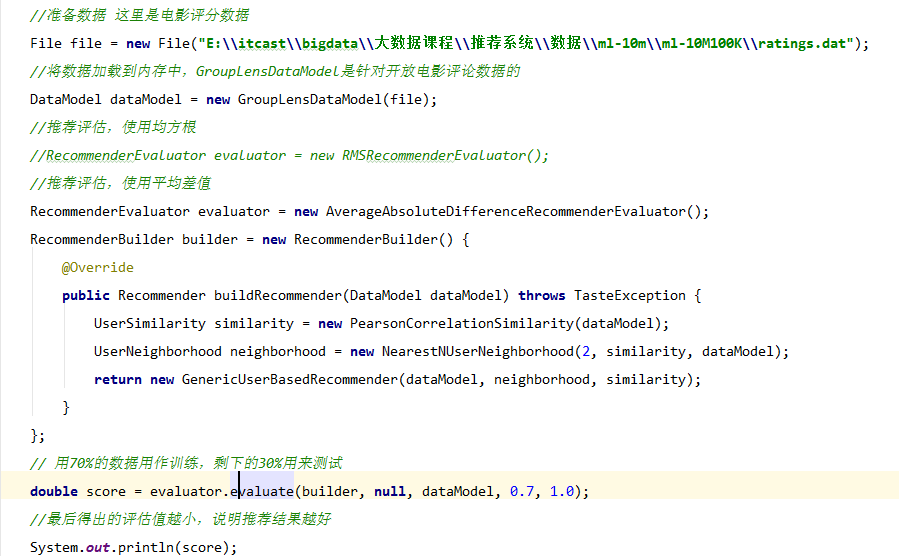 //准备数据 这里是电影评分数据
File file = new File("E:\\itcast\\bigdata\\大数据课程\\推荐系统\\数据\\ml-10m\\ml-10M100K\\ratings.dat");
//将数据加载到内存中，GroupLensDataModel是针对开放电影评论数据的
DataModel dataModel = new GroupLensDataModel(file);
//推荐评估，使用均方根
//RecommenderEvaluator evaluator = new RMSRecommenderEvaluator();
//推荐评估，使用平均差值
RecommenderEvaluator evaluator = new AverageAbsoluteDifferenceRecommenderEvaluator();
RecommenderBuilder builder = new RecommenderBuilder() {
@Override
public Recommender buildRecommender(DataModel dataModel) throws TasteException {
UserSimilarity similarity = new PearsonCorrelationSimilarity(dataModel);
UserNeighborhood neighborhood = new NearestNUserNeighborhood(2, similarity, dataModel);
return new GenericUserBasedRecommender(dataModel, neighborhood, similarity);
}
};
// 用70%的数据用作训练，剩下的30%用来测试
double score = evaluator.evaluate(builder, null, dataModel, 0.7, 1.0);
//最后得出的评估值越小，说明推荐结果越好
System.out.println(score);